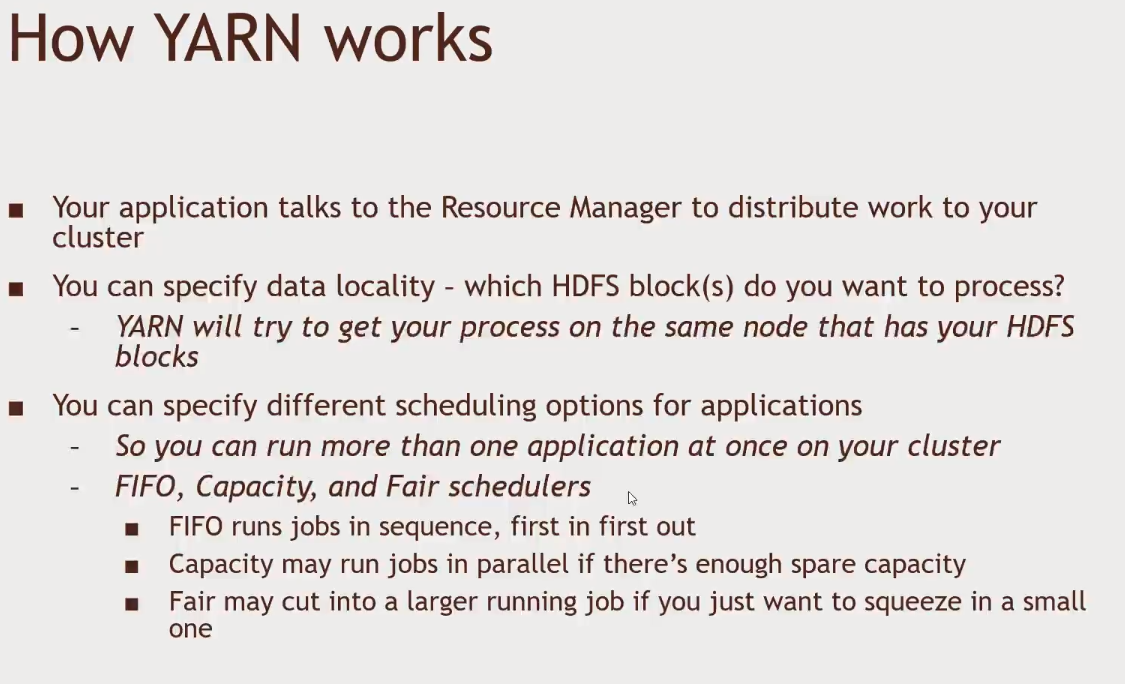 How YARN works
■ Your application talks to the Resource Manager to distribute work to your
cluster
■ You can specify data locality – which HDFS block(s) do you want to process?
– YARN will try to get your process on the same node that has your HDFS
blocks
■ You can specify different scheduling options for applications
– So you can run more than one application at once on your cluster
– FIFO, Capacity, and Fair schedulers
■ FIFO runs jobs in sequence, first in first out
■ Capacity may run jobs in parallel if there’s enough spare capacity
■ Fair may cut into a larger running job if you just want to squeeze in a small
one